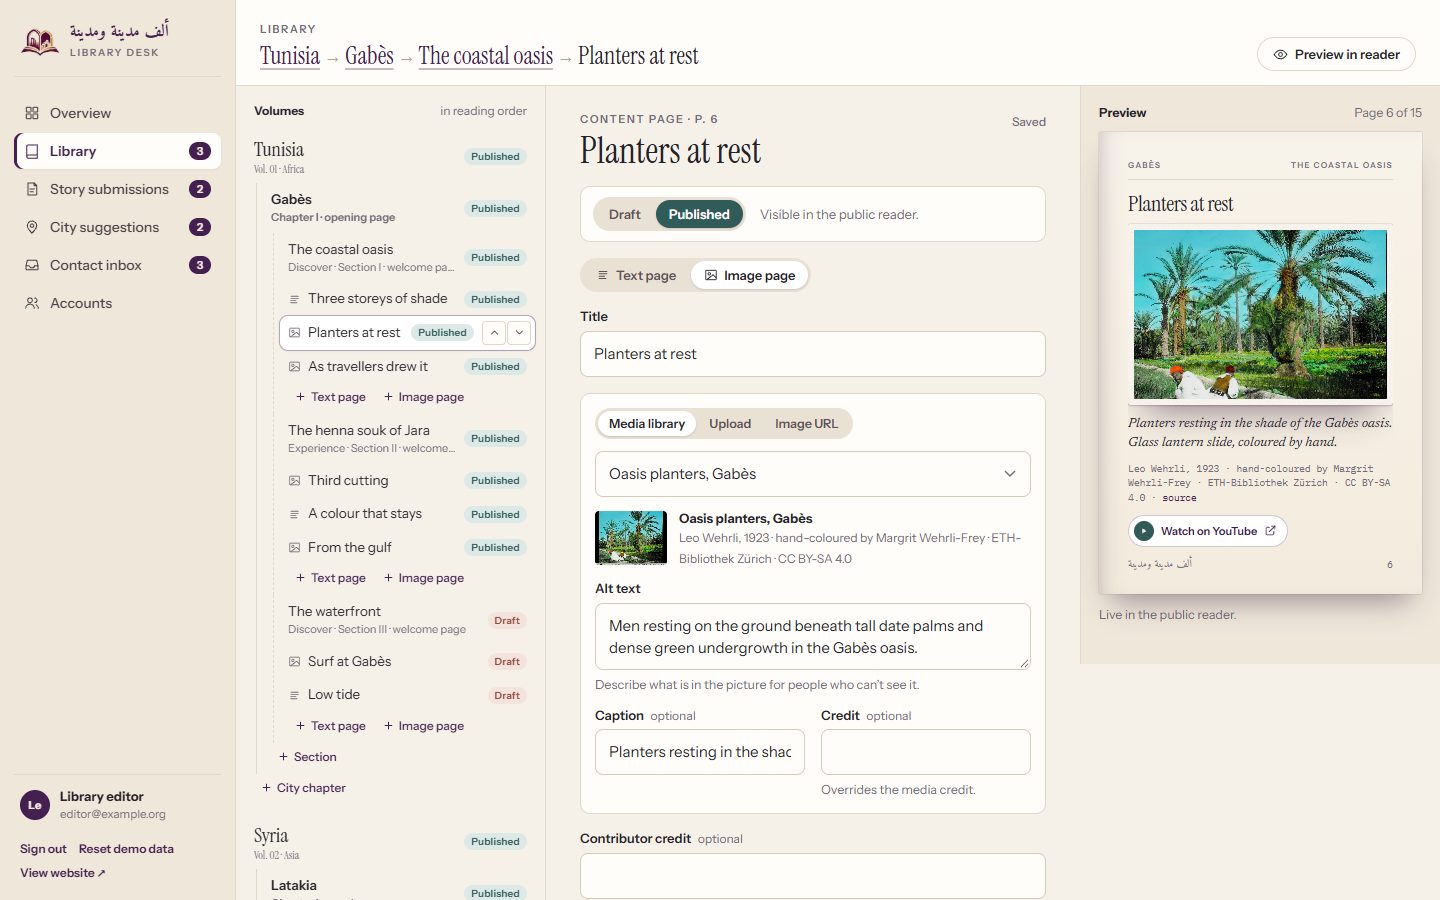 ألف مدينة ومدينة
LIBRARY DESK
Overview
Library 3
Story submissions 2
City suggestions 2
Contact inbox 3
Accounts
Le
Library editor
editor@example.org
Sign out Reset demo data
View website ↗
LIBRARY
Tunisia → Gabès → The coastal oasis → Planters at rest
Preview in reader
Volumes in reading order
Tunisia Published
Vol. 01 · Africa
Gabès Published
Chapter I · opening page
The coastal oasis Published
Discover · Section I · welcome pa...
Three storeys of shade Published
Planters at rest Published
As travellers drew it Published
+ Text page + Image page
The henna souk of Jara Published
Experience · Section II · welcome...
Third cutting Published
A colour that stays Published
From the gulf Published
+ Text page + Image page
The waterfront Draft
Discover · Section III · welcome page
Surf at Gabès Draft
Low tide Draft
+ Text page + Image page
+ Section
+ City chapter
Syria Published
Vol. 02 · Asia
Latakia Published
CONTENT PAGE · P. 6 Saved
Planters at rest
Draft Published Visible in the public reader.
Text page Image page
Title
Planters at rest
Media library Upload Image URL
Oasis planters, Gabès
Oasis planters, Gabès
Leo Wehrli, 1923 · hand-coloured by Margrit Wehrli-Frey · ETH-
Bibliothek Zürich · CC BY-SA 4.0
Alt text
Men resting on the ground beneath tall date palms and
dense green undergrowth in the Gabès oasis.
Describe what is in the picture for people who can't see it.
Caption optional Credit optional
Planters resting in the shac
Overrides the media credit.
Contributor credit optional
Preview Page 6 of 15
GABÈS THE COASTAL OASIS
Planters at rest
Planters resting in the shade of the Gabès oasis.
Glass lantern slide, coloured by hand.
Leo Wehrli, 1923 · hand-coloured by Margrit
Wehrli-Frey · ETH-Bibliothek Zürich · CC BY-SA
4.0 · source
Watch on YouTube
ألف مدينة ومدينة 6
Live in the public reader.